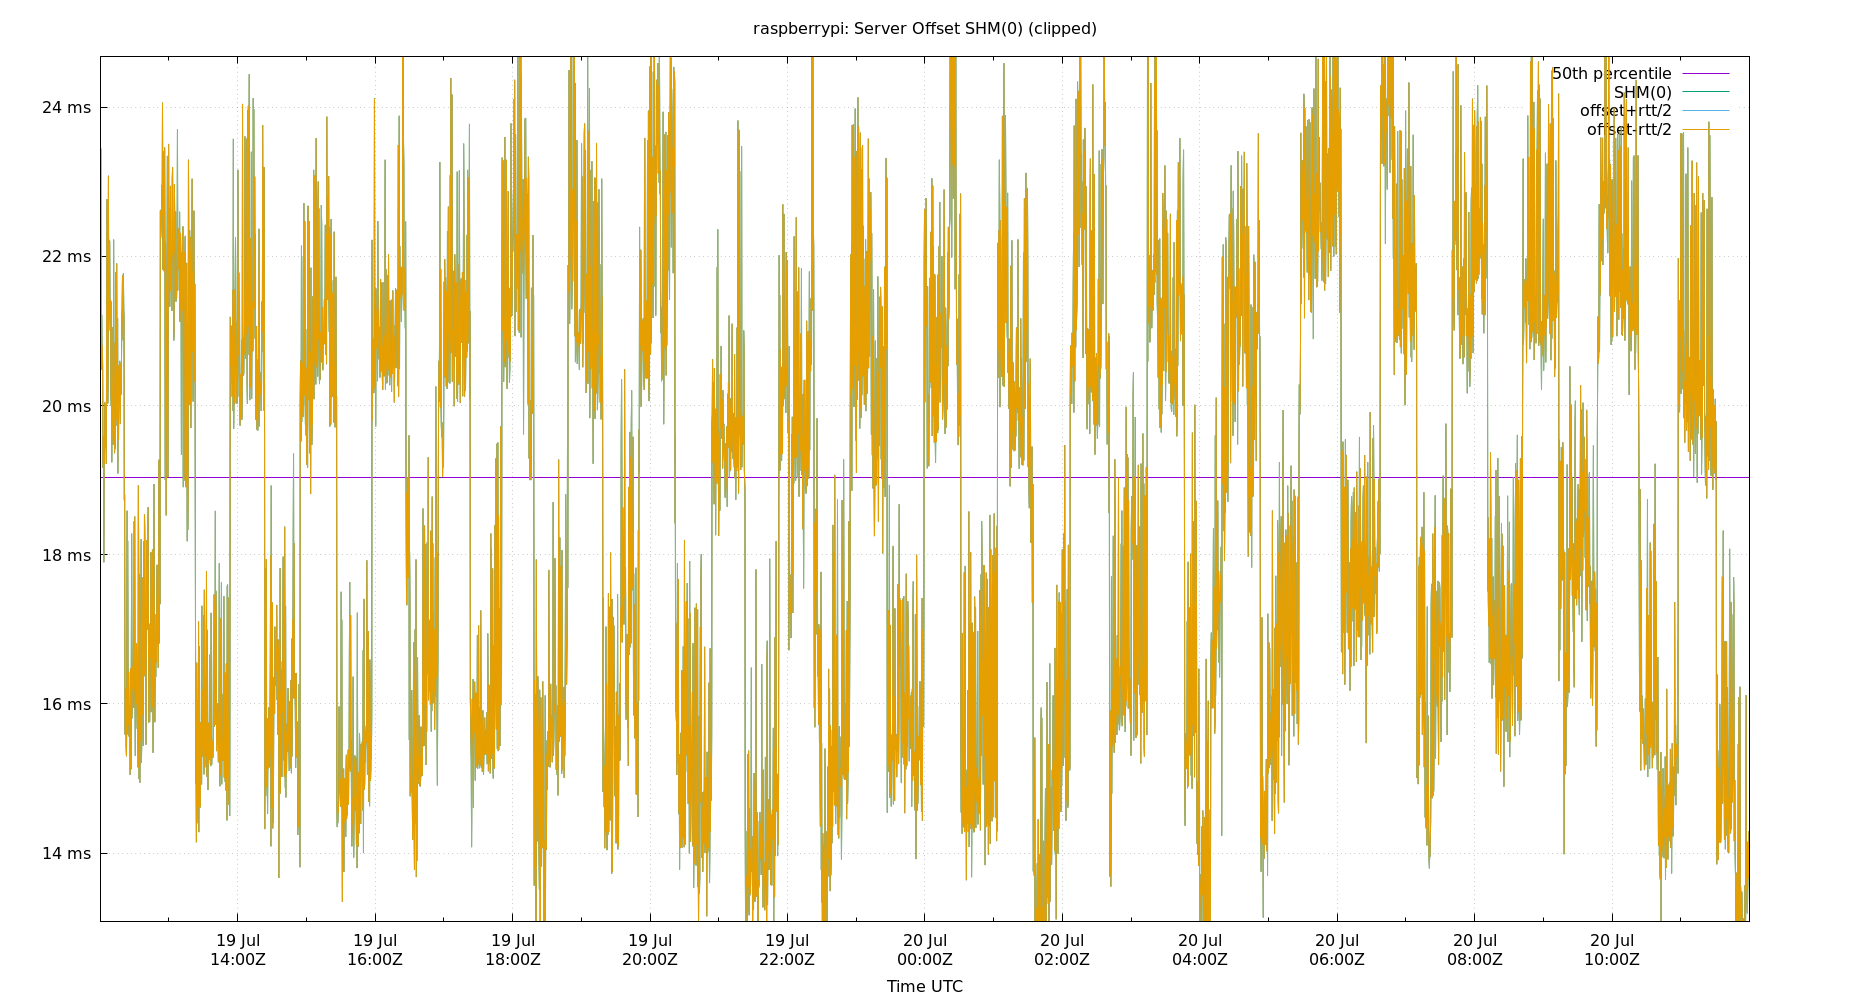 raspberrypi: Server Offset SHM(0) (clipped)
50th percentile
SHM(0)
offset+rtt/2
offset-rtt/2
24 ms
22 ms
20 ms
18 ms
16 ms
14 ms
19 Jul 19 Jul 19 Jul 19 Jul 19 Jul 20 Jul 20 Jul 20 Jul 20 Jul 20 Jul 20 Jul
14:00Z 16:00Z 18:00Z 20:00Z 22:00Z 00:00Z 02:00Z 04:00Z 06:00Z 08:00Z 10:00Z
Time UTC